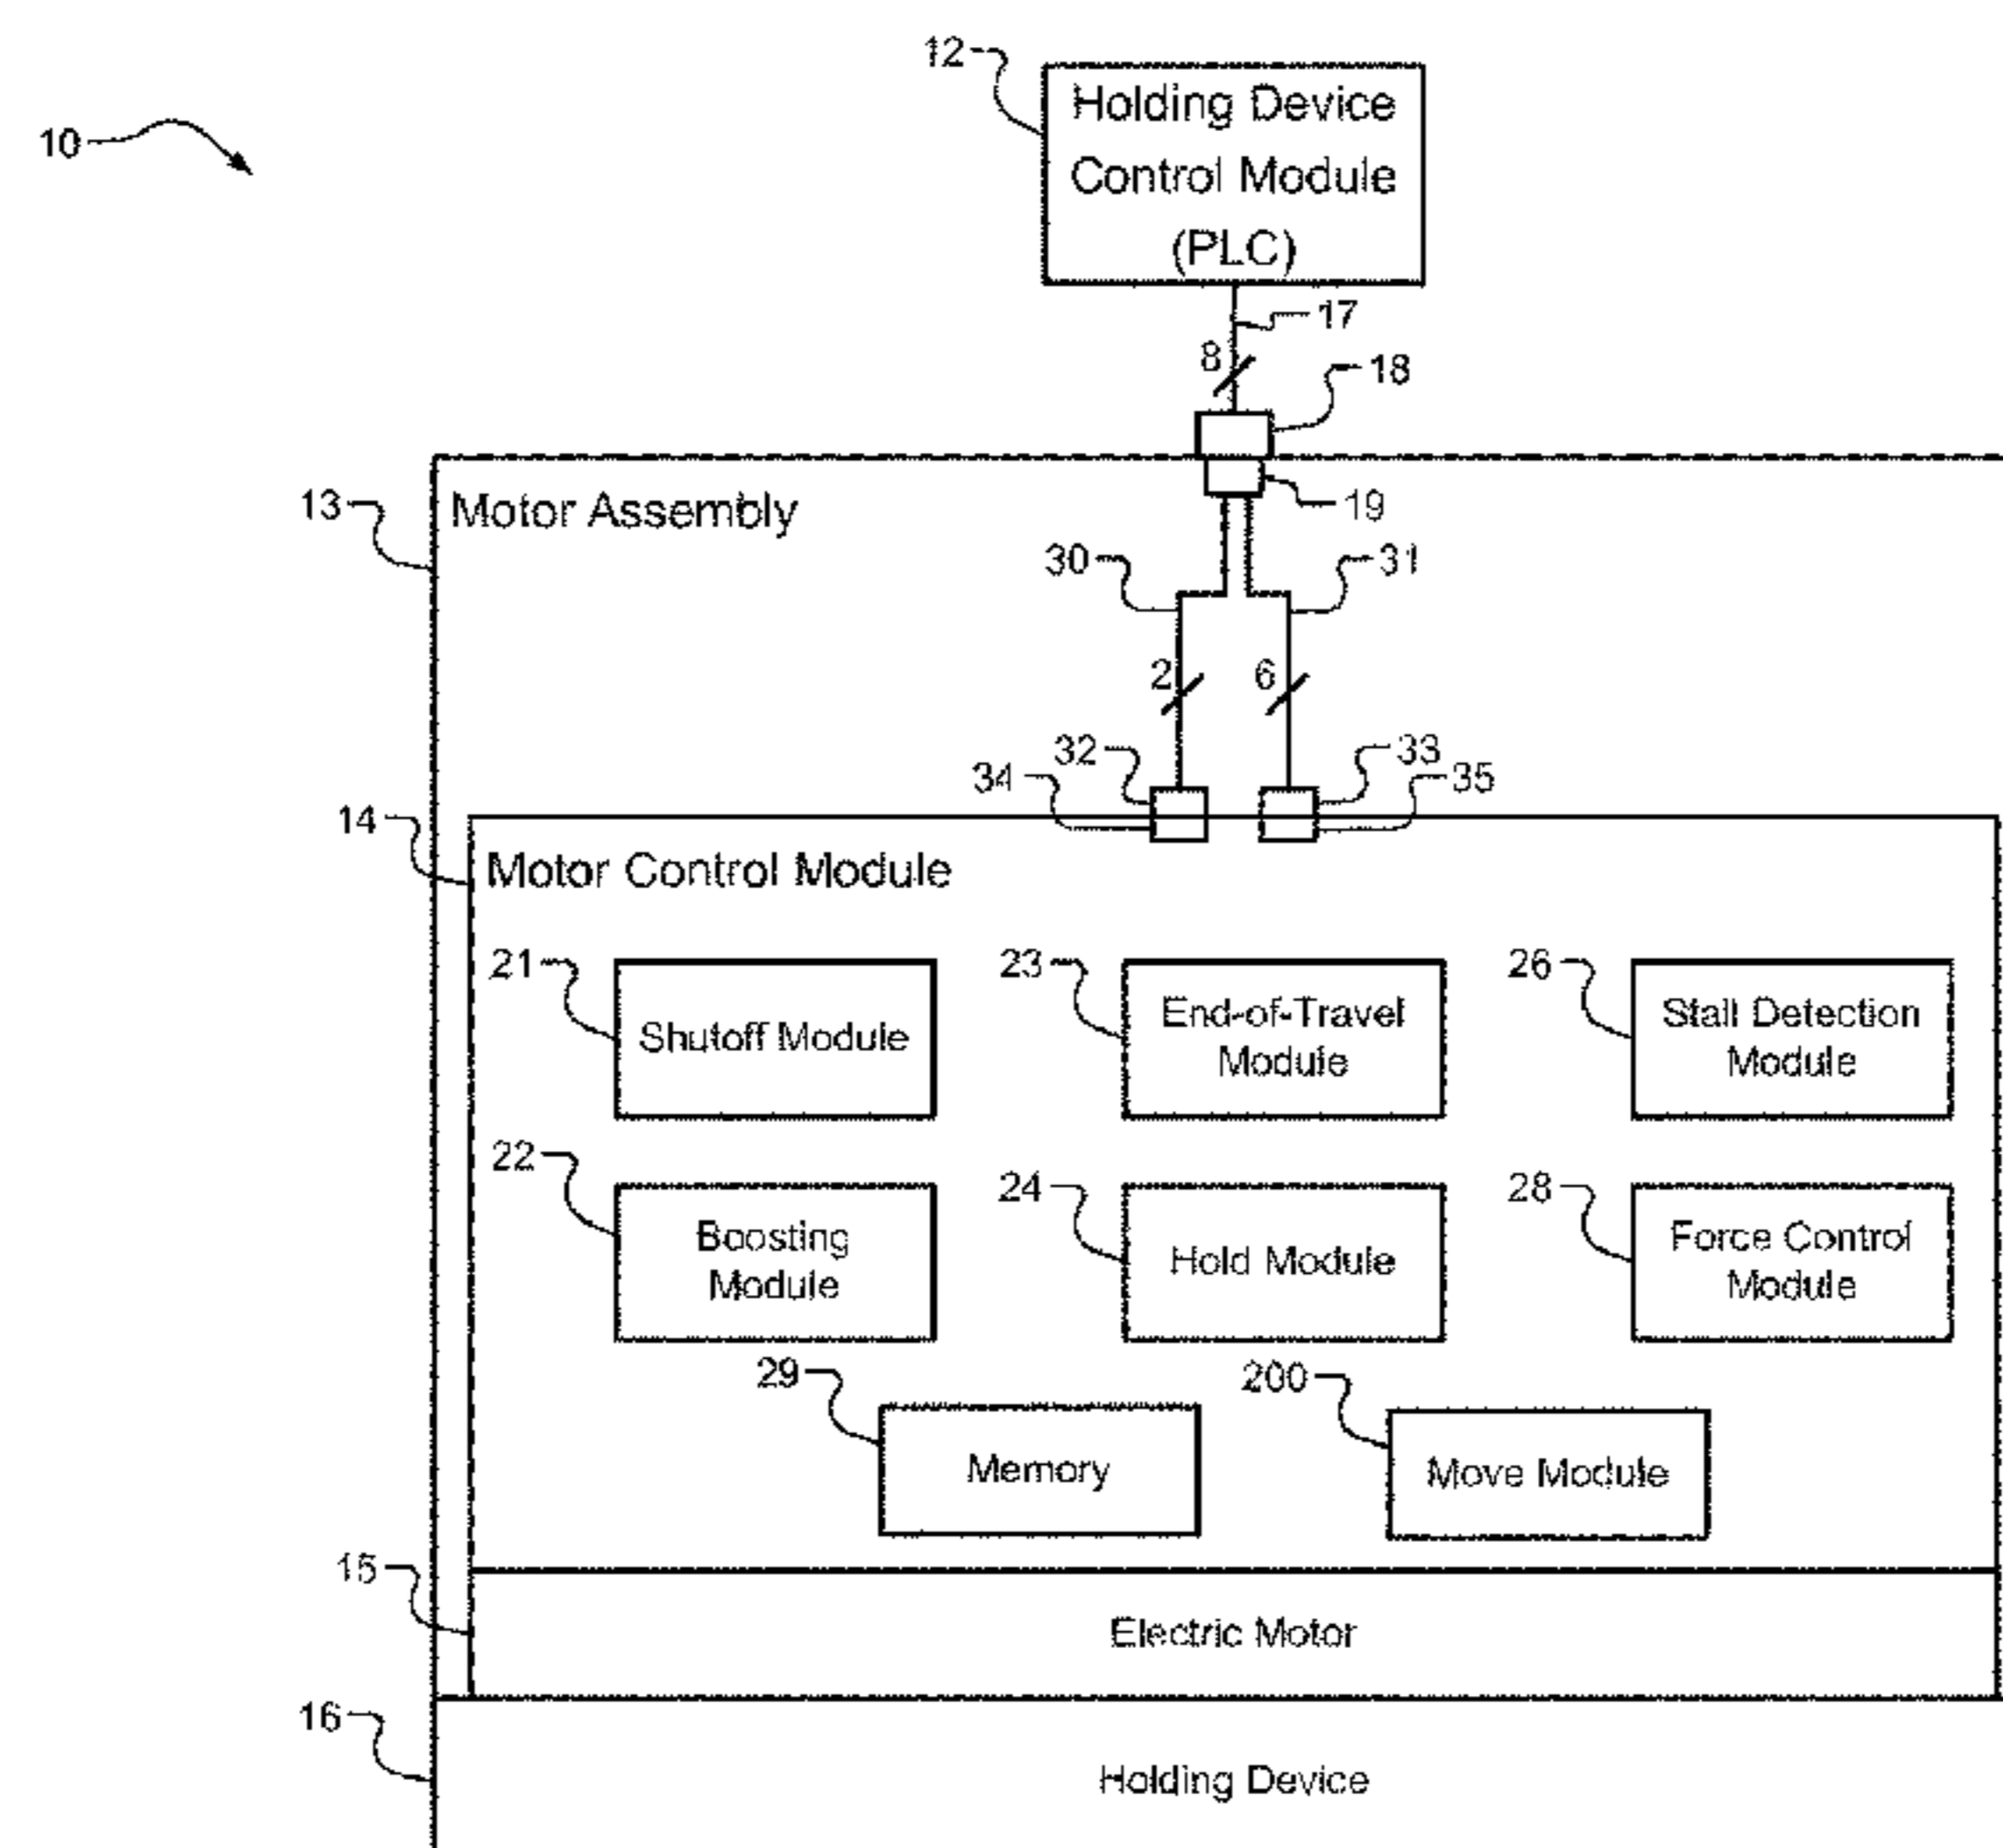 10
12
Holding Device
Control Module
(PLC)
17
8
18
13
Motor Assembly
19
30
31
2
6
32
33
34
35
14
Motor Control Module
21
Shutoff Module
23
End-of-Travel
Module
26
Stall Detection
Module
22
Boosting
Module
24
Hold Module
28
Force Control
Module
29
Memory
200
Move Module
15
Electric Motor
16
Holding Device